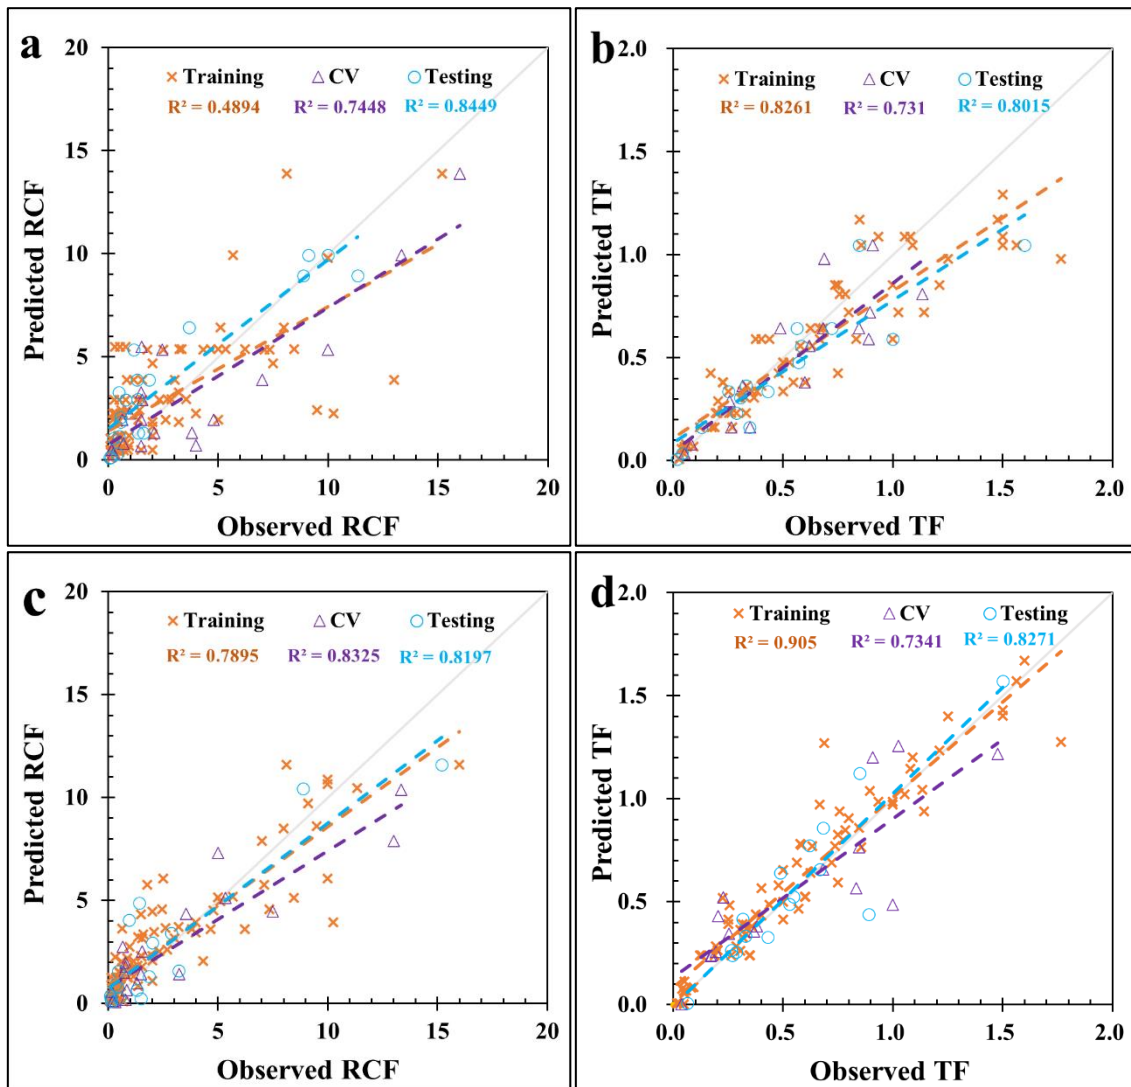 a
20
15
10
5
0
0
5
10
15
20
Predicted RCF
Observed RCF
Training CV Testing
R² = 0.4894 R² = 0.7448 R² = 0.8449
b
2.0
1.5
1.0
0.5
0.0
0.0
0.5
1.0
1.5
2.0
Predicted TF
Observed TF
Training CV Testing
R² = 0.8261 R² = 0.731 R² = 0.8015
c
20
15
10
5
0
0
5
10
15
20
Predicted RCF
Observed RCF
Training CV Testing
R² = 0.7895 R² = 0.8325 R² = 0.8197
d
2.0
1.5
1.0
0.5
0.0
0.0
0.5
1.0
1.5
2.0
Predicted TF
Observed TF
Training CV Testing
R² = 0.905 R² = 0.7341 R² = 0.8271